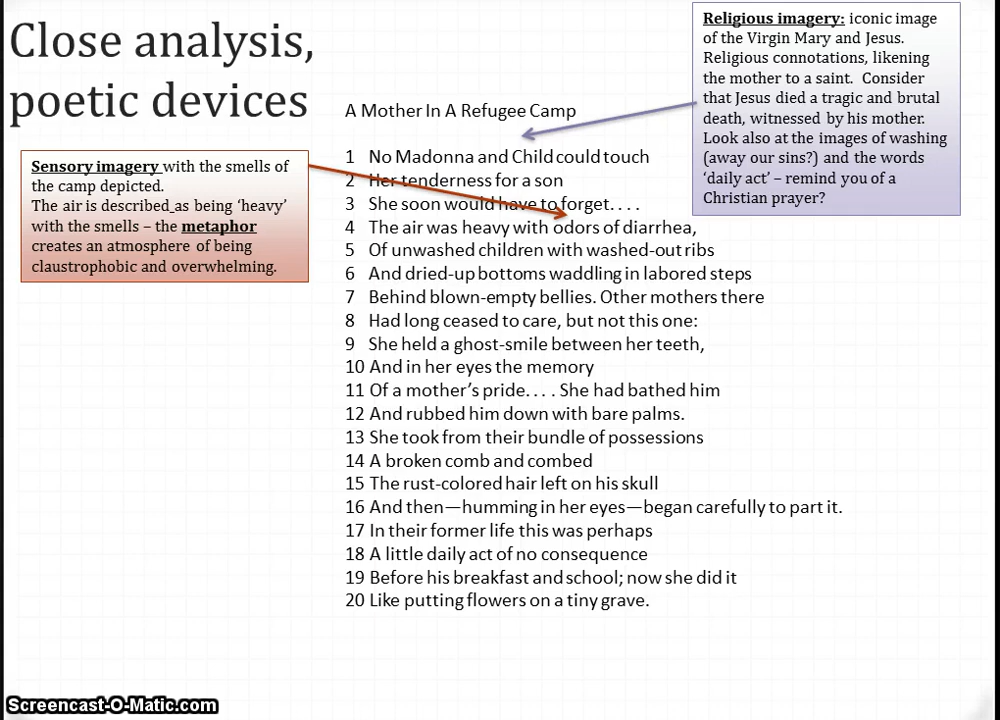 Close analysis,
poetic devices
Religious imagery: iconic image
of the Virgin Mary and Jesus.
Religious connotations, likening
the mother to a saint.  Consider
that Jesus died a tragic and brutal
death, witnessed by his mother.
Look also at the images of washing
(away our sins?) and the words
‘daily act’ – remind you of a
Christian prayer?
Sensory imagery with the smells of
the camp depicted.
The air is described as being ‘heavy’
with the smells – the metaphor
creates an atmosphere of being
claustrophobic and overwhelming.
A Mother In A Refugee Camp
1 No Madonna and Child could touch
2 Her tenderness for a son
3 She soon would have to forget. . . .
4 The air was heavy with odors of diarrhea,
5 Of unwashed children with washed-out ribs
6 And dried-up bottoms waddling in labored steps
7 Behind blown-empty bellies. Other mothers there
8 Had long ceased to care, but not this one:
9 She held a ghost-smile between her teeth,
10 And in her eyes the memory
11 Of a mother’s pride. . . . She had bathed him
12 And rubbed him down with bare palms.
13 She took from their bundle of possessions
14 A broken comb and combed
15 The rust-colored hair left on his skull
16 And then—humming in her eyes—began carefully to part it.
17 In their former life this was perhaps
18 A little daily act of no consequence
19 Before his breakfast and school; now she did it
20 Like putting flowers on a tiny grave.
Screencast-O-Matic.com